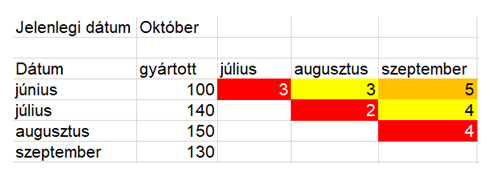 Jelenlegi dátum Október
Dátum gyártott július augusztus szeptember
június 100 3 3 5
július 140 2 4
augusztus 150 4
szeptember 130